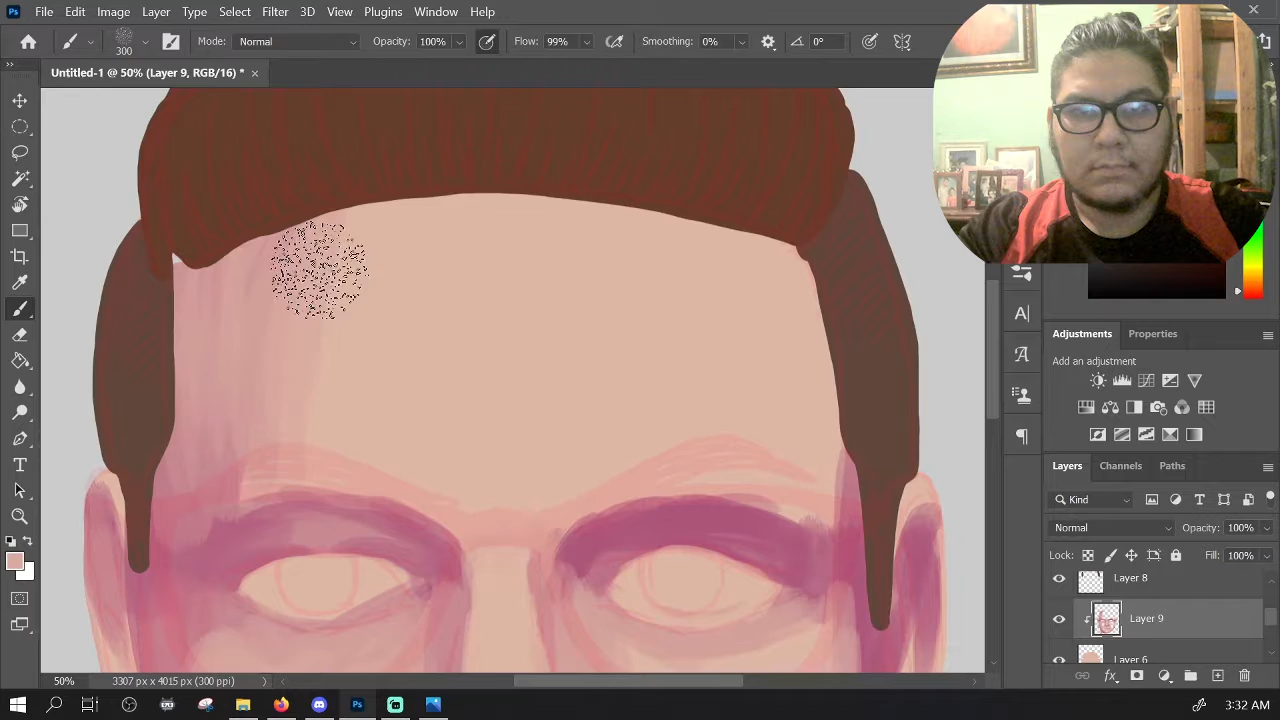 Ps File Edit Image Layer Type Select Filter 3D View Plugins Window Help
300 Mode: Normal Opacity: 100% Flow: 99% Smoothing: 0% 0°
Untitled-1 @ 50% (Layer 9, RGB/16) *
Adjustments Properties
Add an adjustment
Layers Channels Paths
Kind
Normal Opacity: 100%
Lock: Fill: 100%
Layer 8
Layer 9
Layer 6
50% 3307 px x 4015 px (300 ppi)
3:32 AM